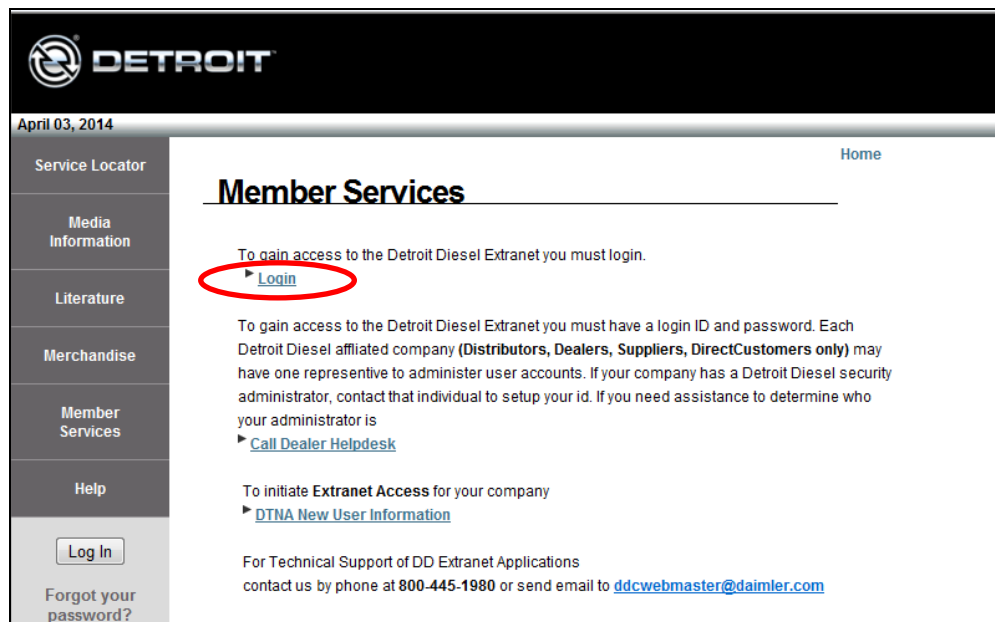 DETROIT
April 03, 2014
Service Locator
Media
Information
Literature
Merchandise
Member
Services
Help
Log In
Forgot your
password?
Home
Member Services
To gain access to the Detroit Diesel Extranet you must login.
Login
To gain access to the Detroit Diesel Extranet you must have a login ID and password. Each
Detroit Diesel affliated company (Distributors, Dealers, Suppliers, DirectCustomers only) may
have one representive to administer user accounts. If your company has a Detroit Diesel security
administrator, contact that individual to setup your id. If you need assistance to determine who
your administrator is
Call Dealer Helpdesk
To initiate Extranet Access for your company
DTNA New User Information
For Technical Support of DD Extranet Applications
contact us by phone at 800-445-1980 or send email to ddcwebmaster@daimler.com